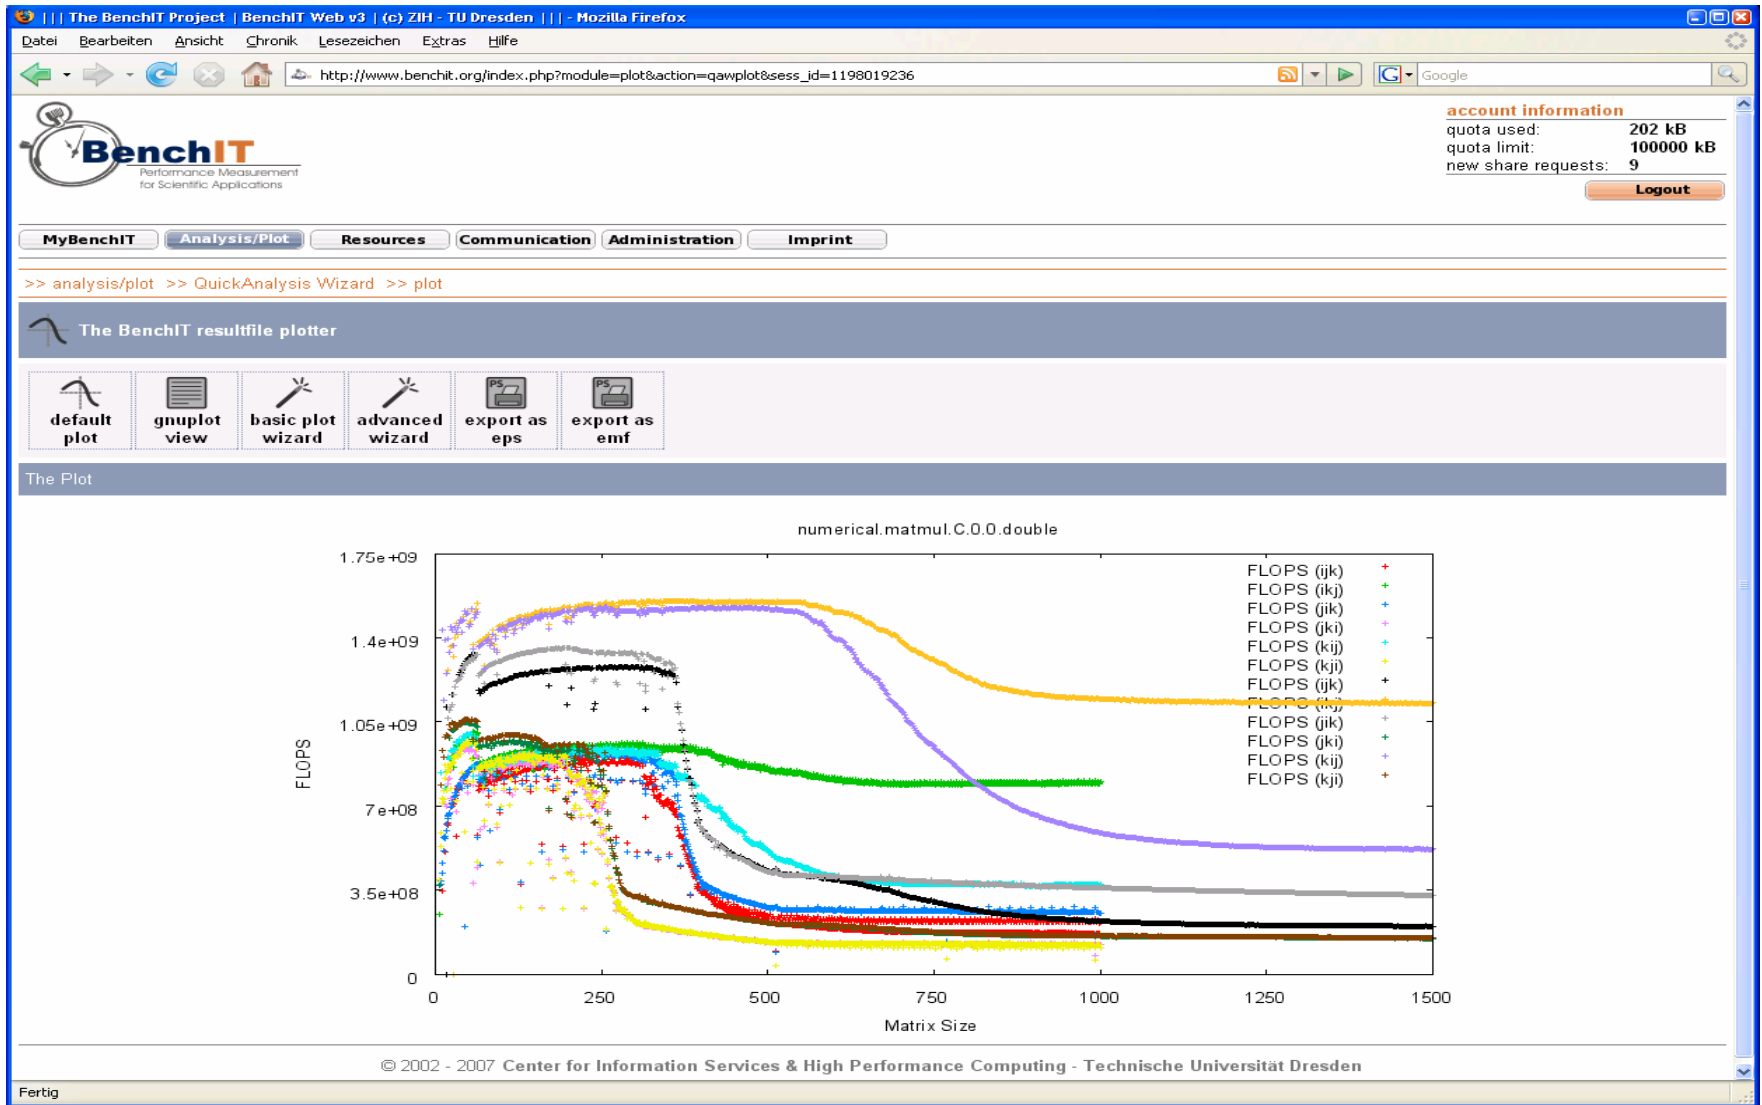 | | | The BenchIT Project | BenchIT Web v3 | (c) ZIH - TU Dresden | | | - Mozilla Firefox
Datei Bearbeiten Ansicht Chronik Lesezeichen Extras Hilfe
http://www.benchit.org/index.php?module=plot&action=qawplot&sess_id=1198019236
G Google
BenchIT
Performance Measurement
for Scientific Applications
account information
quota used: 202 kB
quota limit: 100000 kB
new share requests: 9
Logout
MyBenchIT Analysis/Plot Resources Communication Administration Imprint
>> analysis/plot >> QuickAnalysis Wizard >> plot
The BenchIT resultfile plotter
default plot
gnuplot view
basic plot wizard
advanced wizard
PS export as eps
PS export as emf
The Plot
numerical.matmul.C.0.0.double
1.75e+09
1.4e+09
1.05e+09
7e+08
3.5e+08
0
FLOPS
FLOPS (ijk)
FLOPS (ikj)
FLOPS (jik)
FLOPS (jki)
FLOPS (kij)
FLOPS (kji)
FLOPS (ijk)
FLOPS (ikj)
FLOPS (jik)
FLOPS (jki)
FLOPS (kij)
FLOPS (kji)
0 250 500 750 1000 1250 1500
Matrix Size
© 2002 - 2007 Center for Information Services & High Performance Computing - Technische Universität Dresden
Fertig